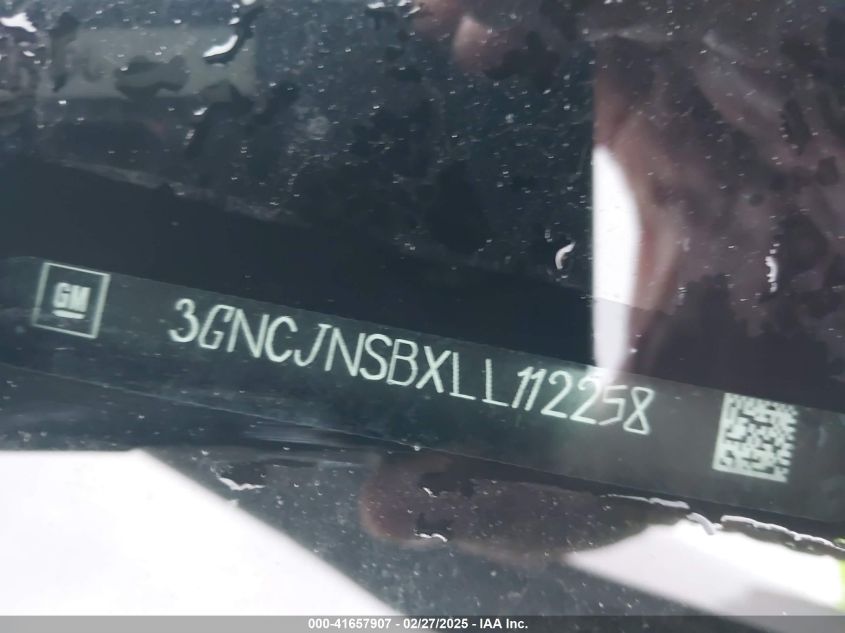 GM
3GNCJNSBXLL112258
000-41657907 - 02/27/2025 - IAA Inc.